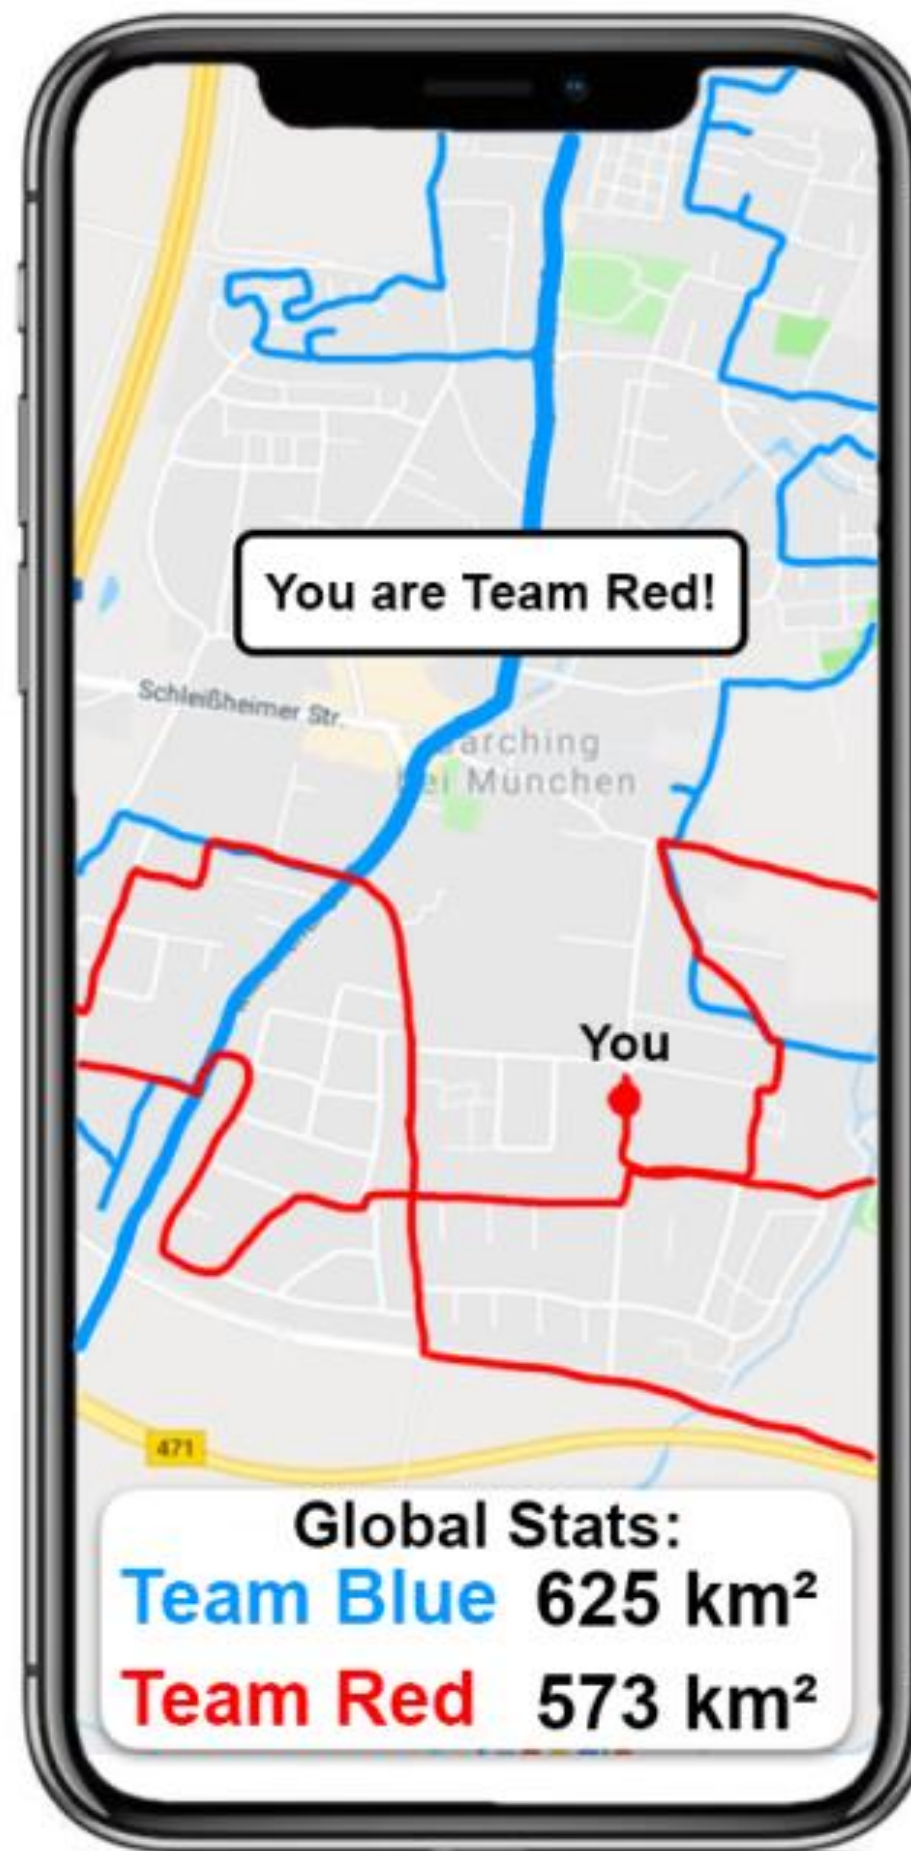 You are Team Red!
Schleißheimer Str.
arching
ei München
You
471
Global Stats:
Team Blue 625 km²
Team Red 573 km²